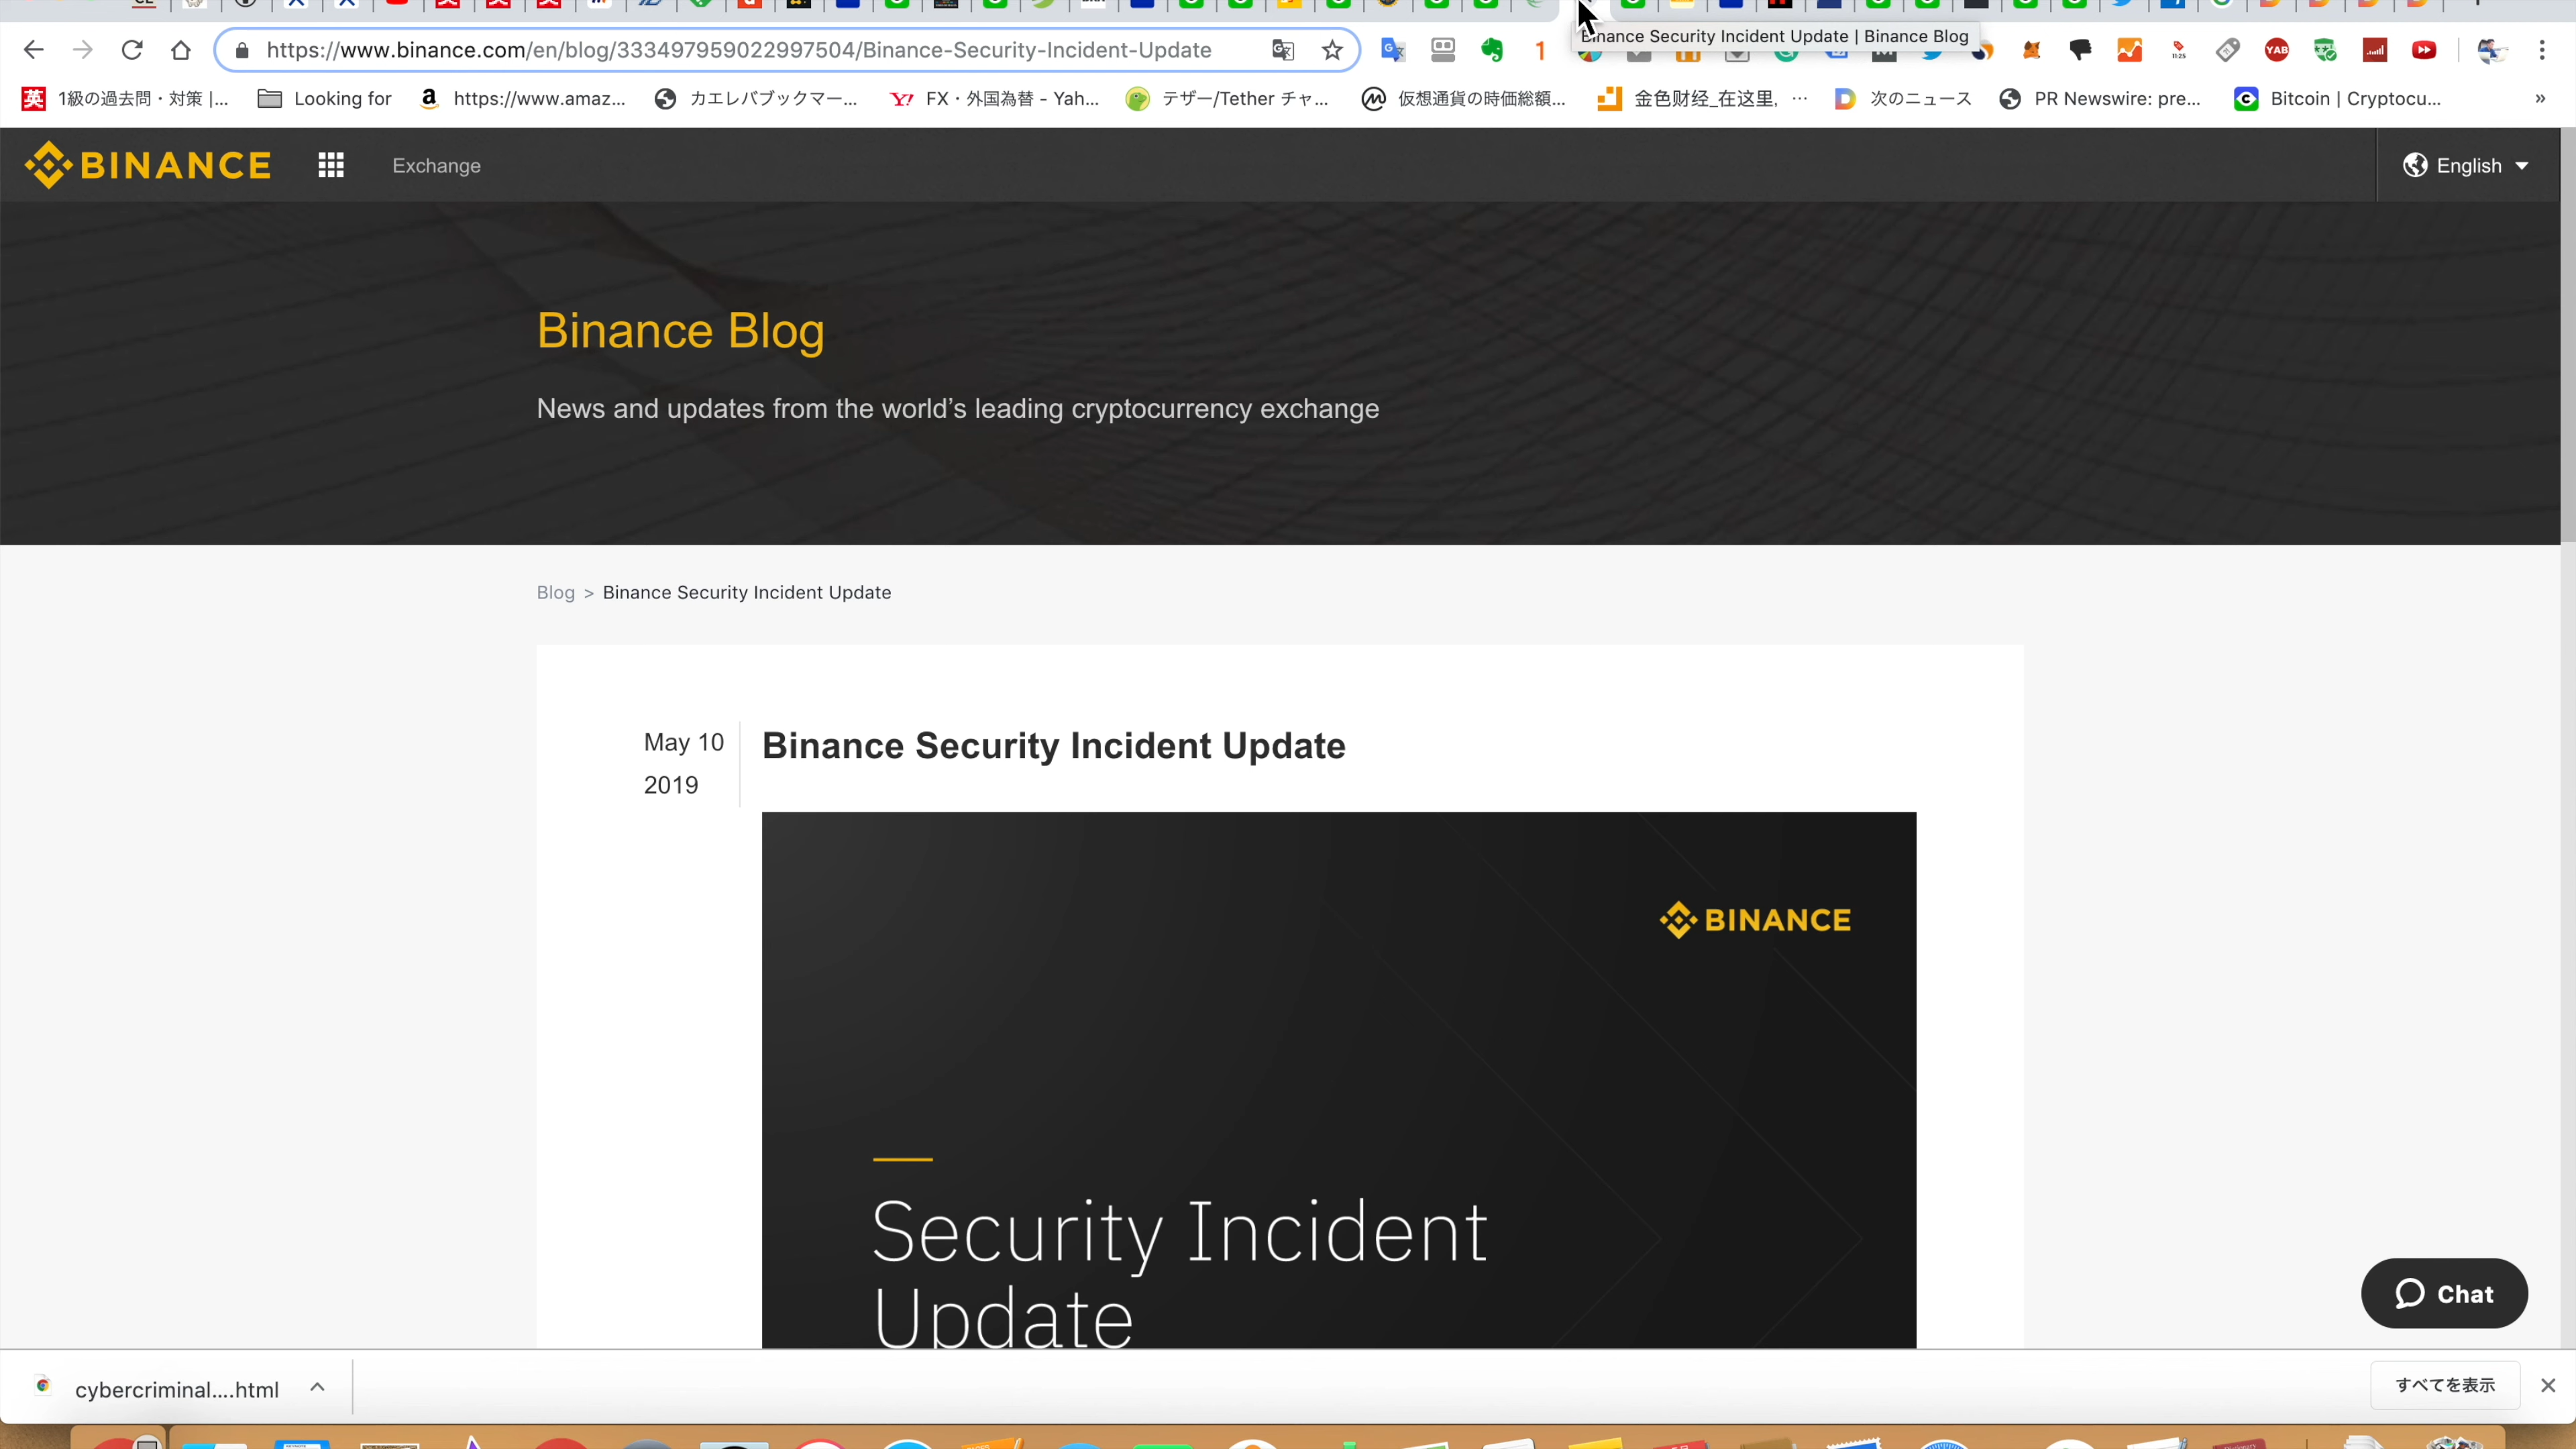 https://www.binance.com/en/blog/333497959022997504/Binance-Security-Incident-Update
Binance Security Incident Update | Binance Blog
1級の過去問・対策 |...
Looking for
https://www.amaz...
カエレバブックマー...
FX・外国為替 - Yah...
テザー/Tether チャ...
仮想通貨の時価総額...
金色财经_在这里, ...
次のニュース
PR Newswire: pre...
Bitcoin | Cryptocu...
»
BINANCE
Exchange
English
Binance Blog
News and updates from the world's leading cryptocurrency exchange
Blog > Binance Security Incident Update
May 10
2019
Binance Security Incident Update
BINANCE
Security Incident
Update
Chat
cybercriminal....html
すべてを表示